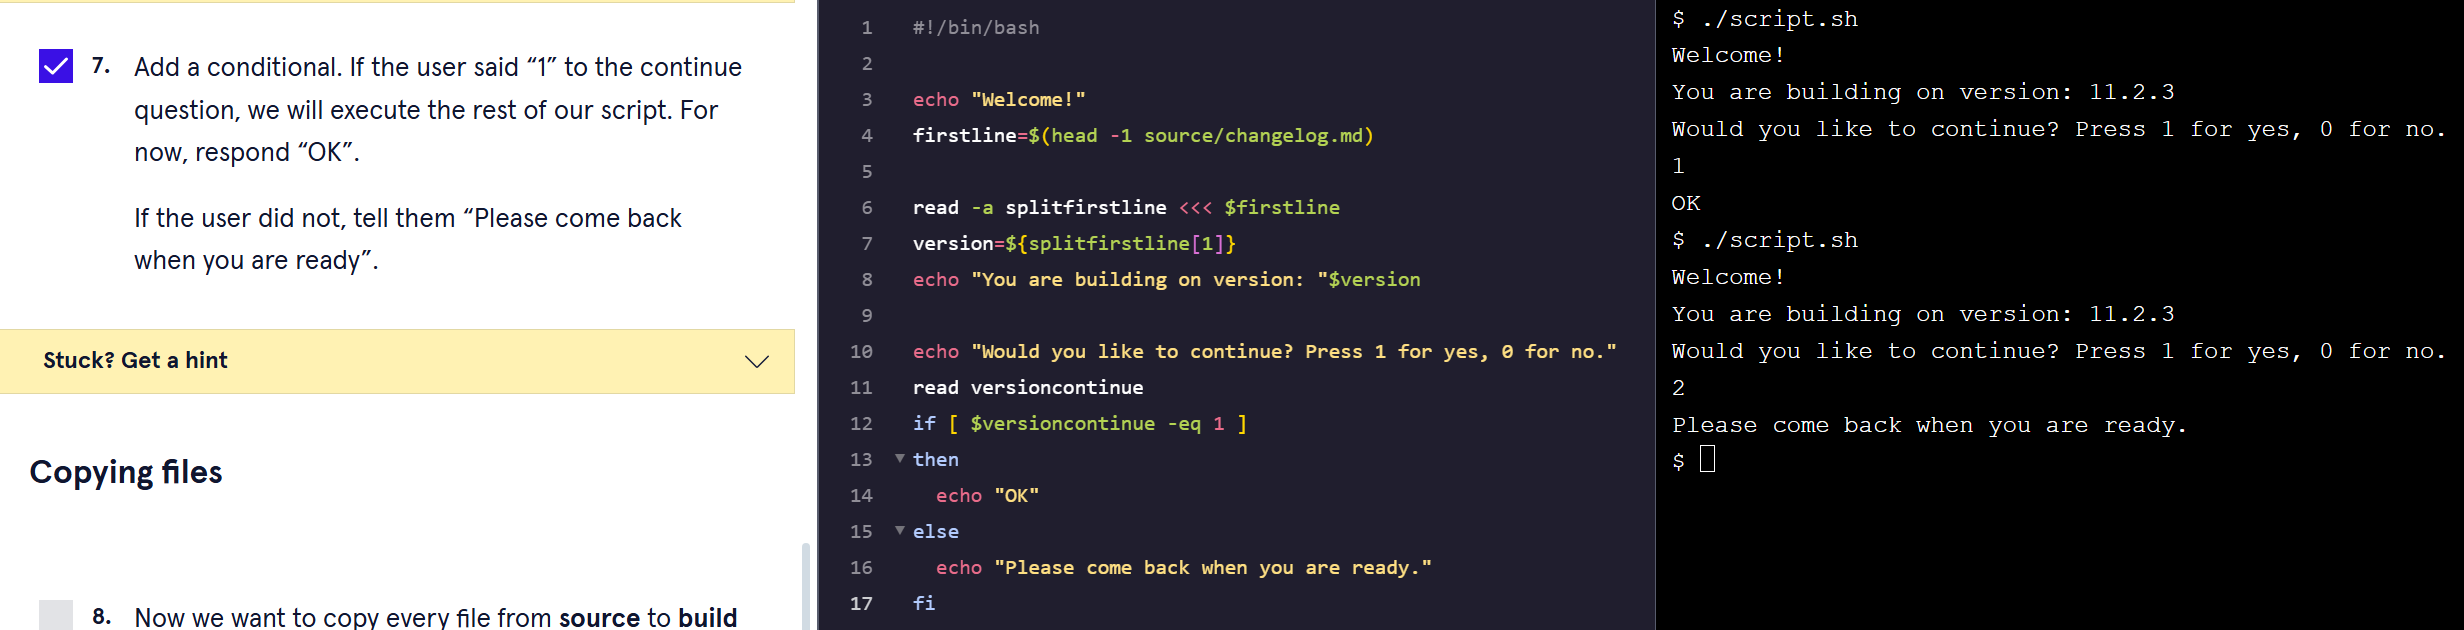 7. Add a conditional. If the user said “1” to the continue
question, we will execute the rest of our script. For
now, respond “OK”.
If the user did not, tell them “Please come back
when you are ready”.
Stuck? Get a hint
Copying files
8. Now we want to copy every file from source to build
1 #!/bin/bash
2
3 echo "Welcome!"
4 firstline=$(head -1 source/changelog.md)
5
6 read -a splitfirstline <<< $firstline
7 version=${splitfirstline[1]}
8 echo "You are building on version: "$version
9
10 echo "Would you like to continue? Press 1 for yes, 0 for no."
11 read versioncontinue
12 if [ $versioncontinue -eq 1 ]
13 then
14   echo "OK"
15 else
16   echo "Please come back when you are ready."
17 fi
$ ./script.sh
Welcome!
You are building on version: 11.2.3
Would you like to continue? Press 1 for yes, 0 for no.
1
OK
$ ./script.sh
Welcome!
You are building on version: 11.2.3
Would you like to continue? Press 1 for yes, 0 for no.
2
Please come back when you are ready.
$